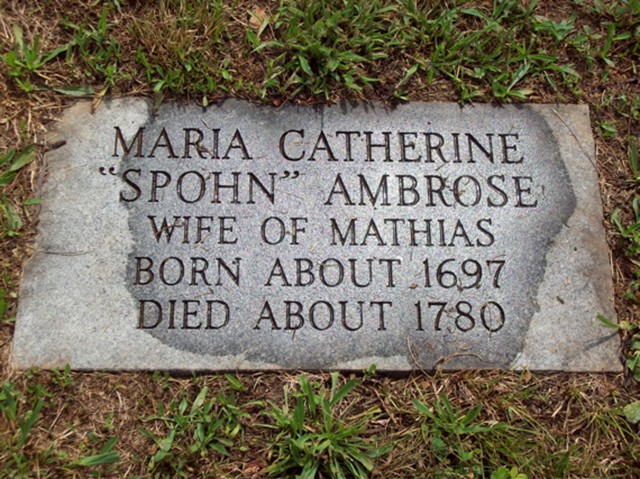 MARIA CATHERINE
"SPOHN" AMBROSE
WIFE OF MATHIAS
BORN ABOUT 1697
DIED ABOUT 1780